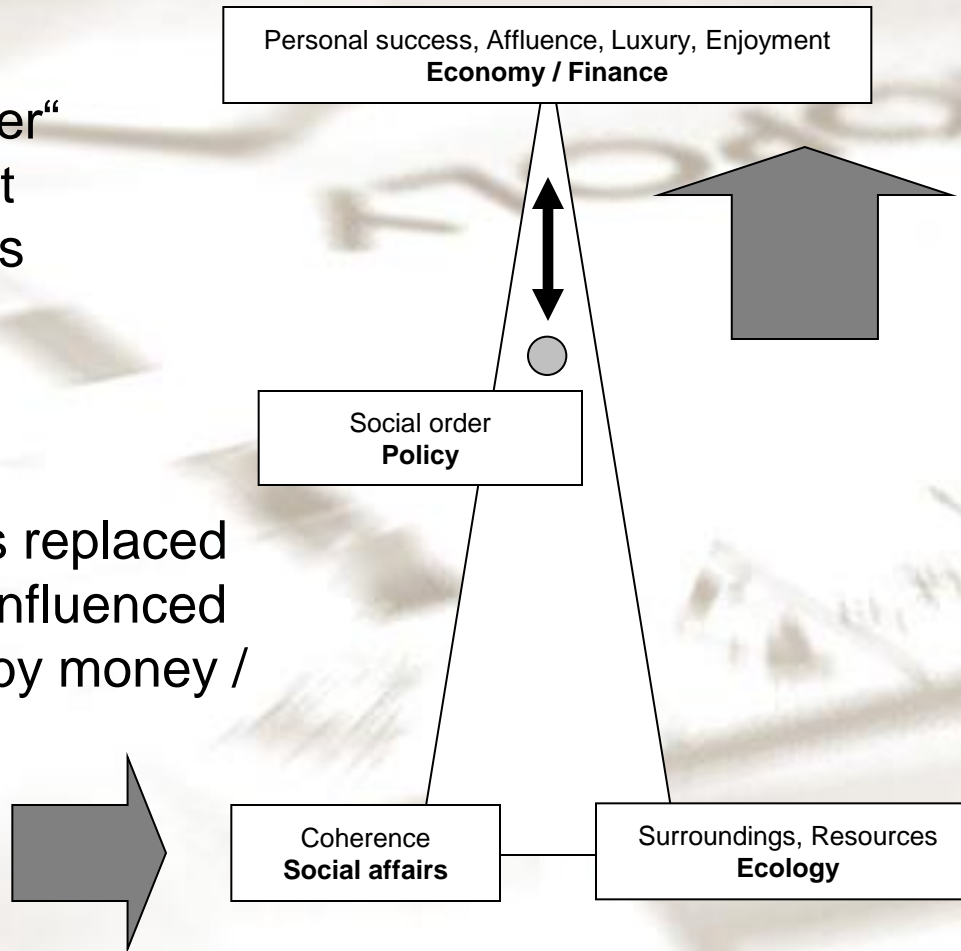 Personal success, Affluence, Luxury, Enjoyment
Economy / Finance
er“
t
s
Social order
Policy
s replaced
nfluenced
by money /
Coherence
Social affairs
Surroundings, Resources
Ecology